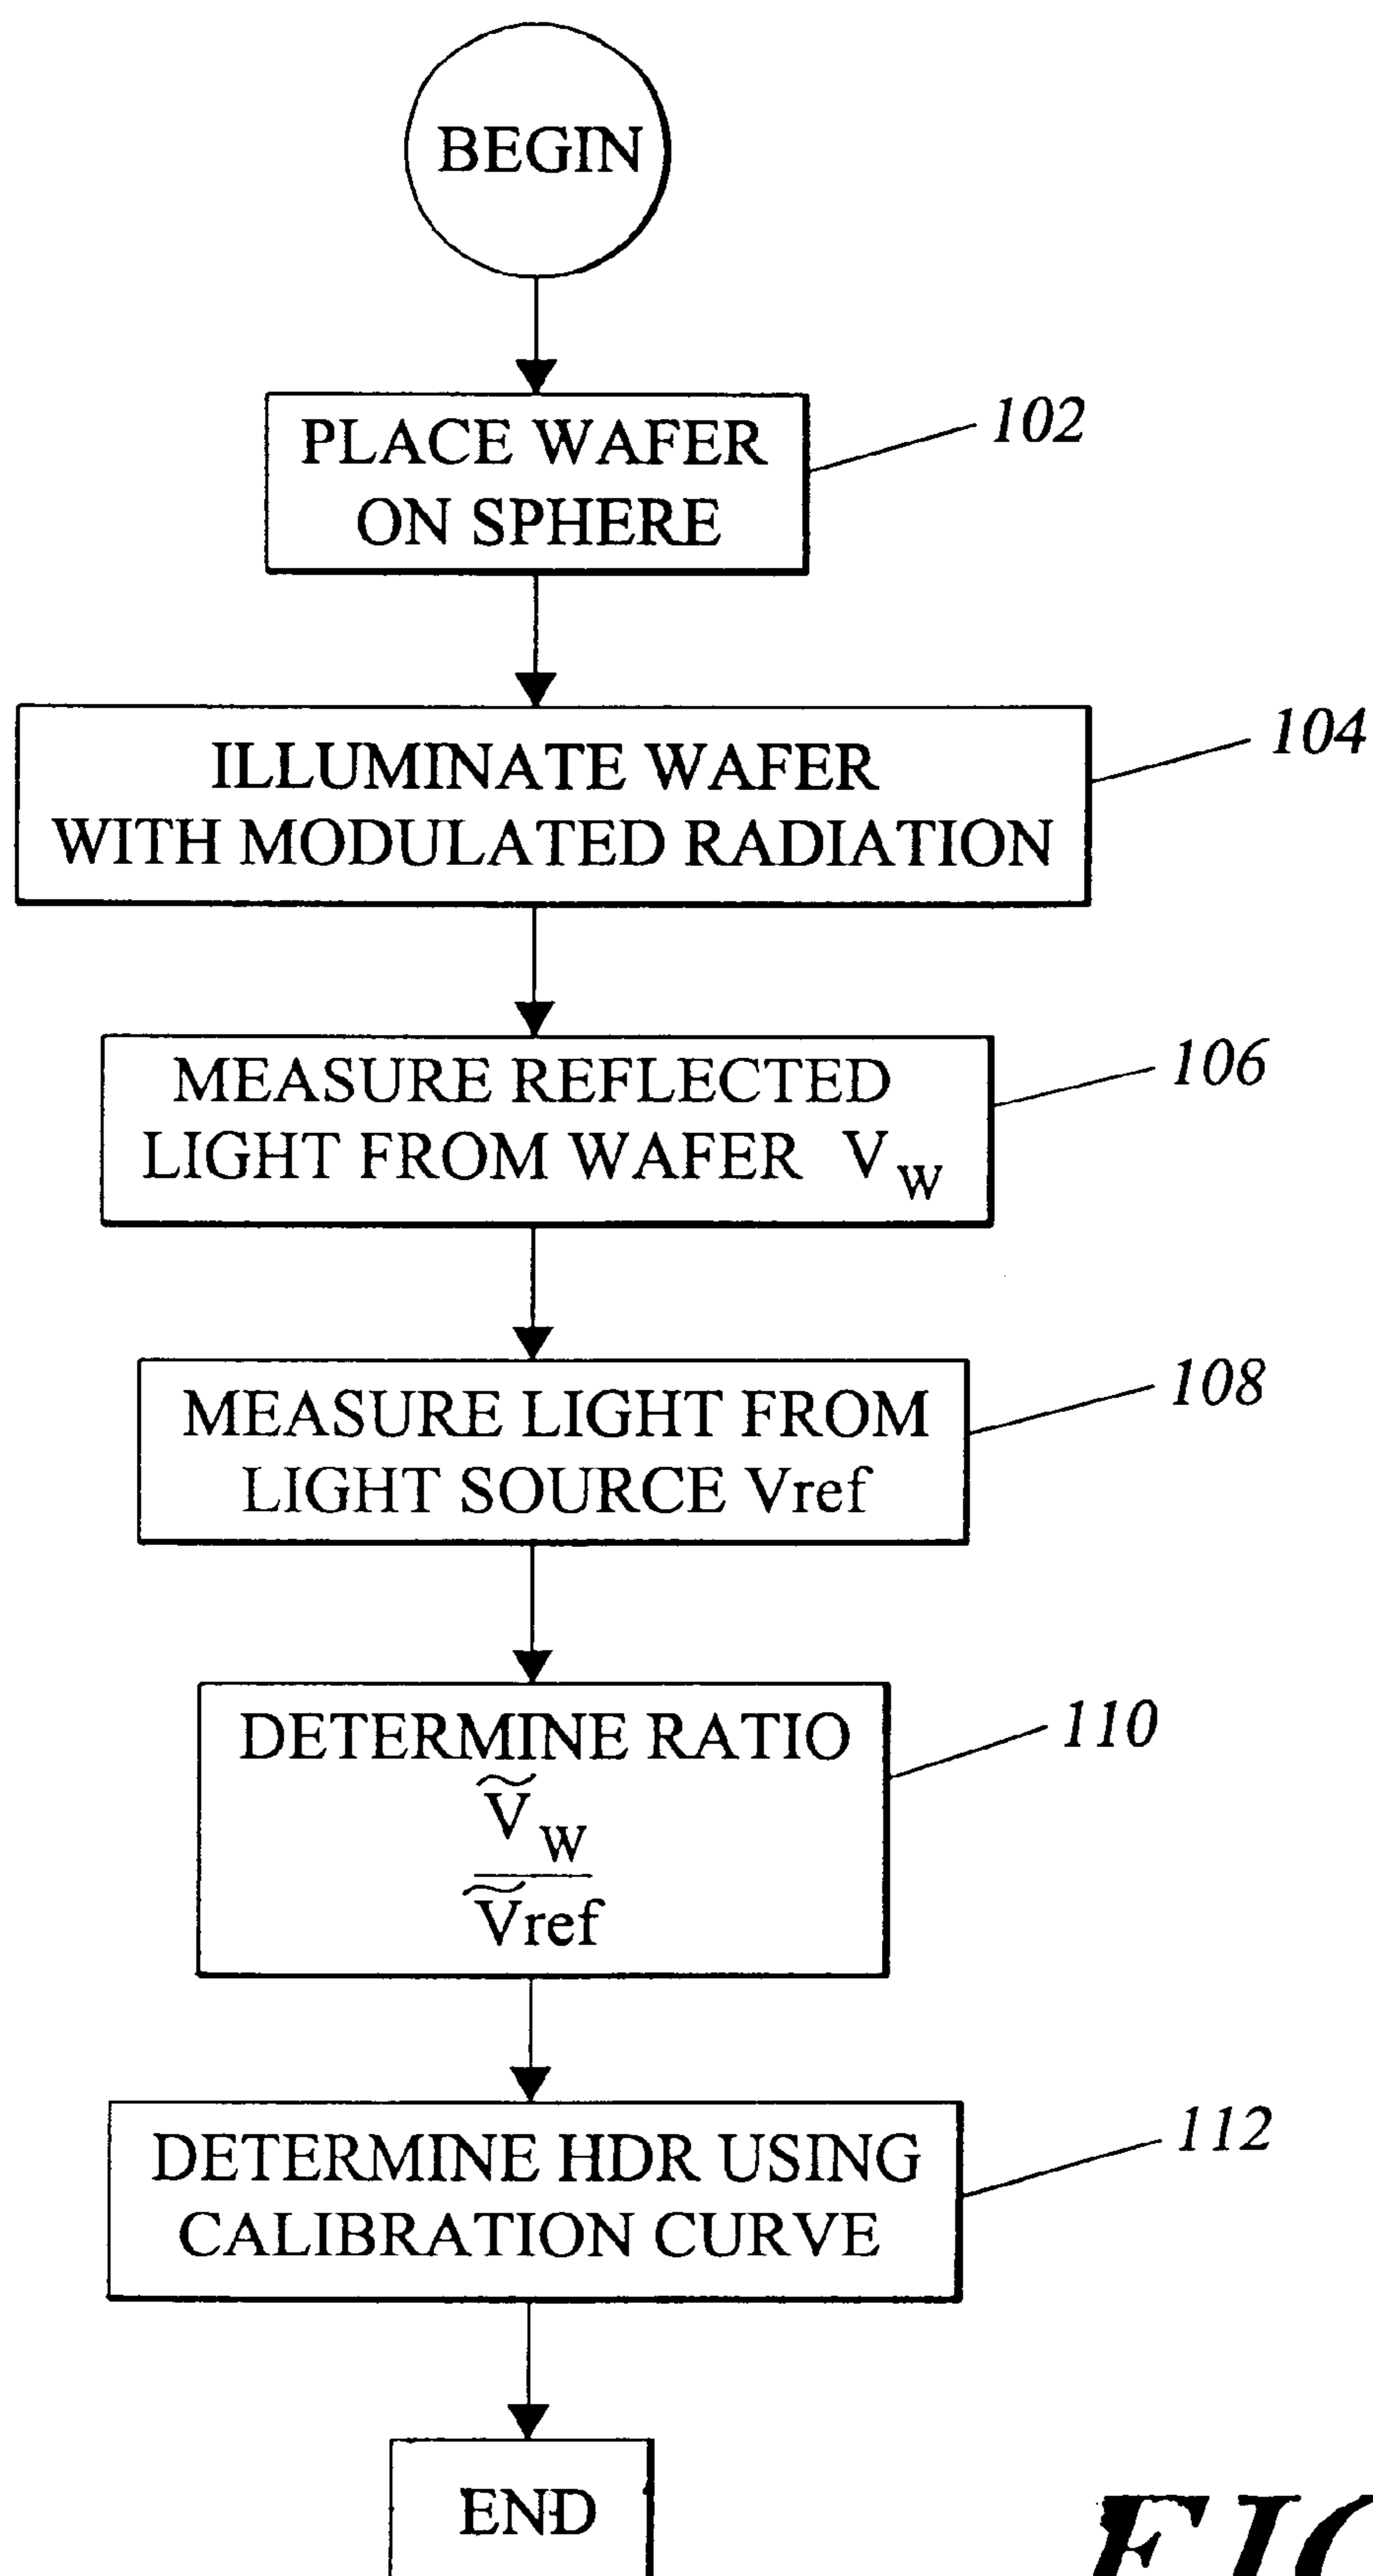 BEGIN
PLACE WAFER
ON SPHERE
102
ILLUMINATE WAFER
WITH MODULATED RADIATION
104
MEASURE REFLECTED
LIGHT FROM WAFER V_W
106
MEASURE LIGHT FROM
LIGHT SOURCE Vref
108
DETERMINE RATIO
Ṽ_W
Ṽref
110
DETERMINE HDR USING
CALIBRATION CURVE
112
END